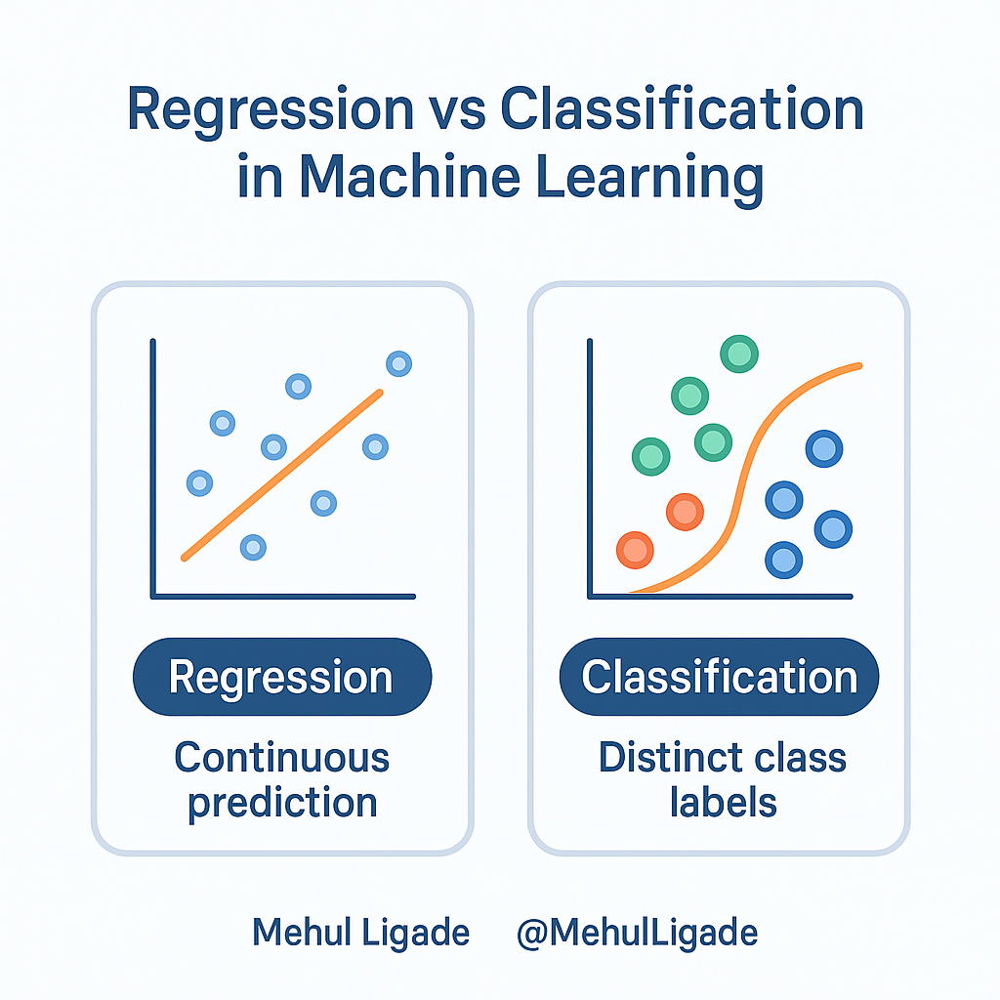 Regression vs Classification
in Machine Learning
Regression
Continuous
prediction
Classification
Distinct class
labels
Mehul Ligade @MehulLigade